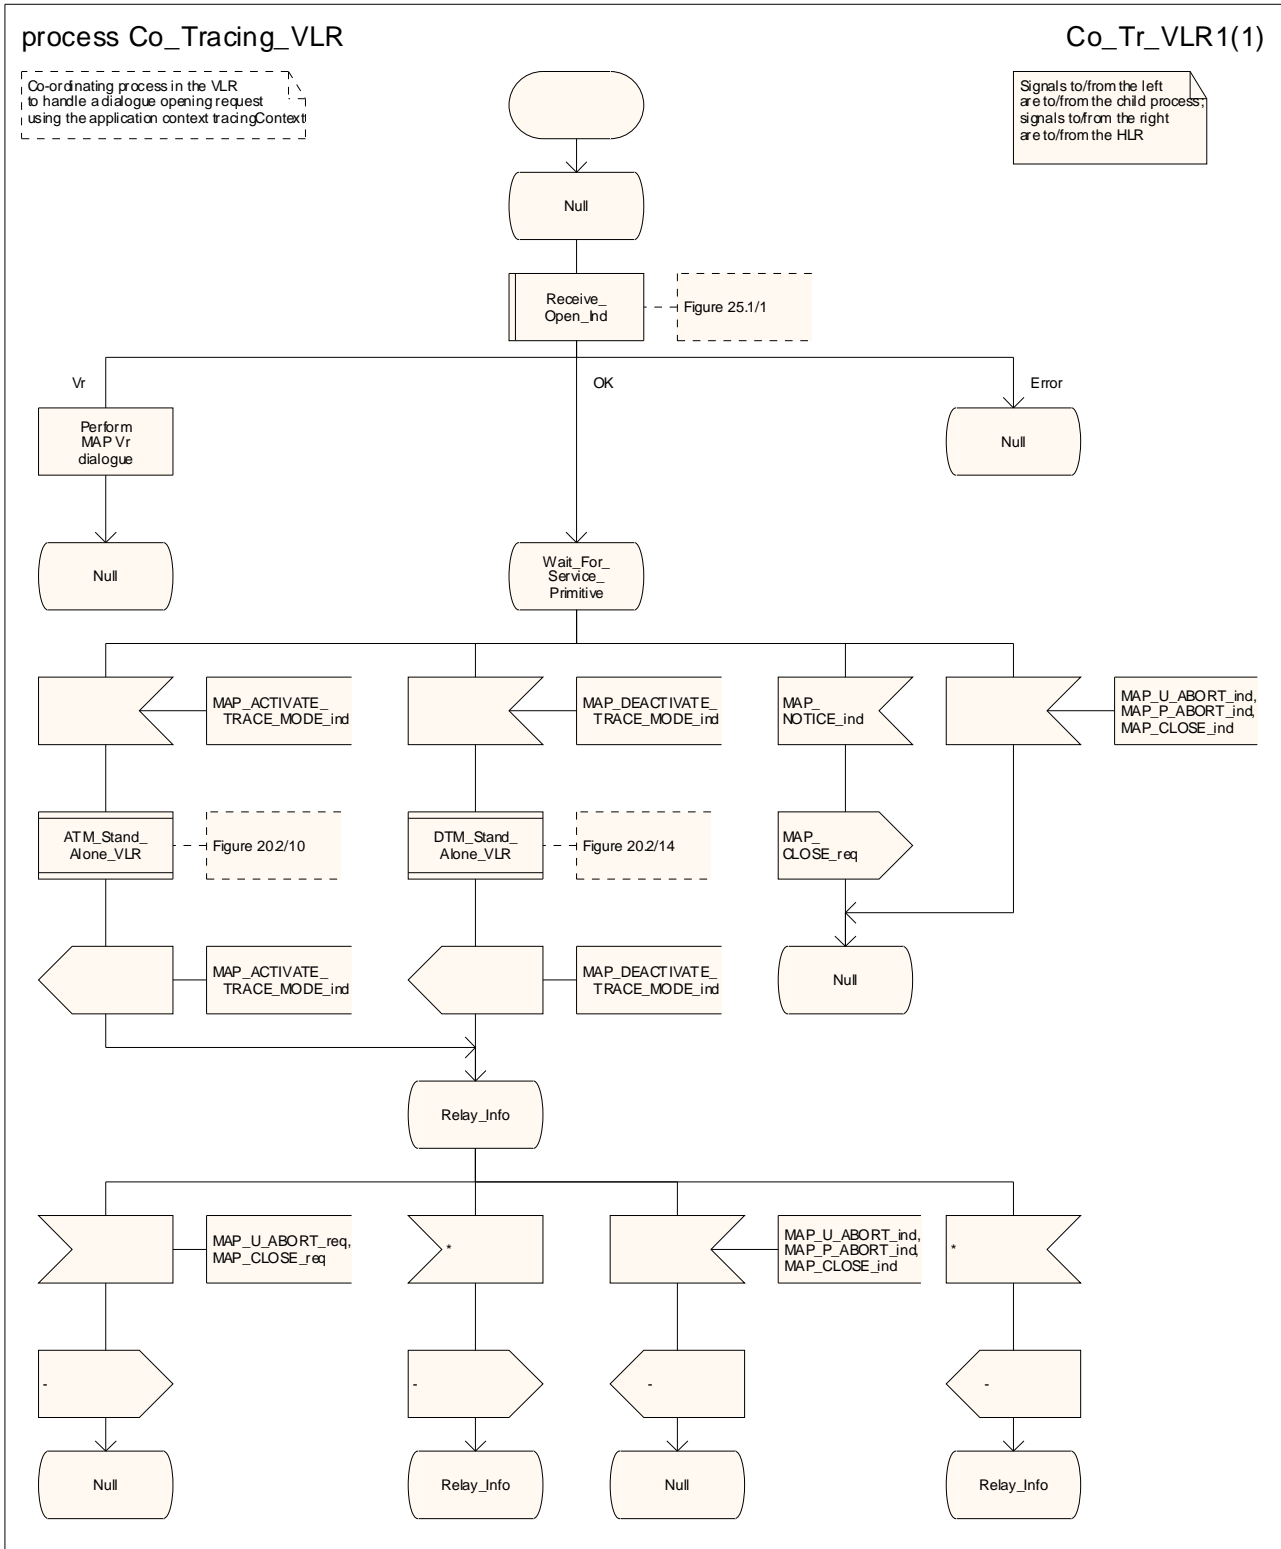 process Co_Tracing_VLR
Co_Tr_VLR1(1)
Co-ordinating process in the VLR
to handle a dialogue opening request
using the application context tracingContext
Signals to/from the left
are to/from the child process;
signals to/from the right
are to/from the HLR
Null
Receive_
Open_Ind
Figure 25.1/1
Vr
OK
Error
Perform
MAP Vr
dialogue
Null
Null
Wait_For_
Service_
Primitive
MAP_ACTIVATE_
TRACE_MODE_ind
MAP_DEACTIVATE_
TRACE_MODE_ind
MAP_
NOTICE_ind
MAP_U_ABORT_ind,
MAP_P_ABORT_ind,
MAP_CLOSE_ind
ATM_Stand_
Alone_VLR
Figure 20.2/10
DTM_Stand_
Alone_VLR
Figure 20.2/14
MAP_
CLOSE_req
MAP_ACTIVATE_
TRACE_MODE_ind
MAP_DEACTIVATE_
TRACE_MODE_ind
Null
Relay_Info
MAP_U_ABORT_req,
MAP_CLOSE_req
*
MAP_U_ABORT_ind,
MAP_P_ABORT_ind,
MAP_CLOSE_ind
*
-
-
-
-
Null
Relay_Info
Null
Relay_Info